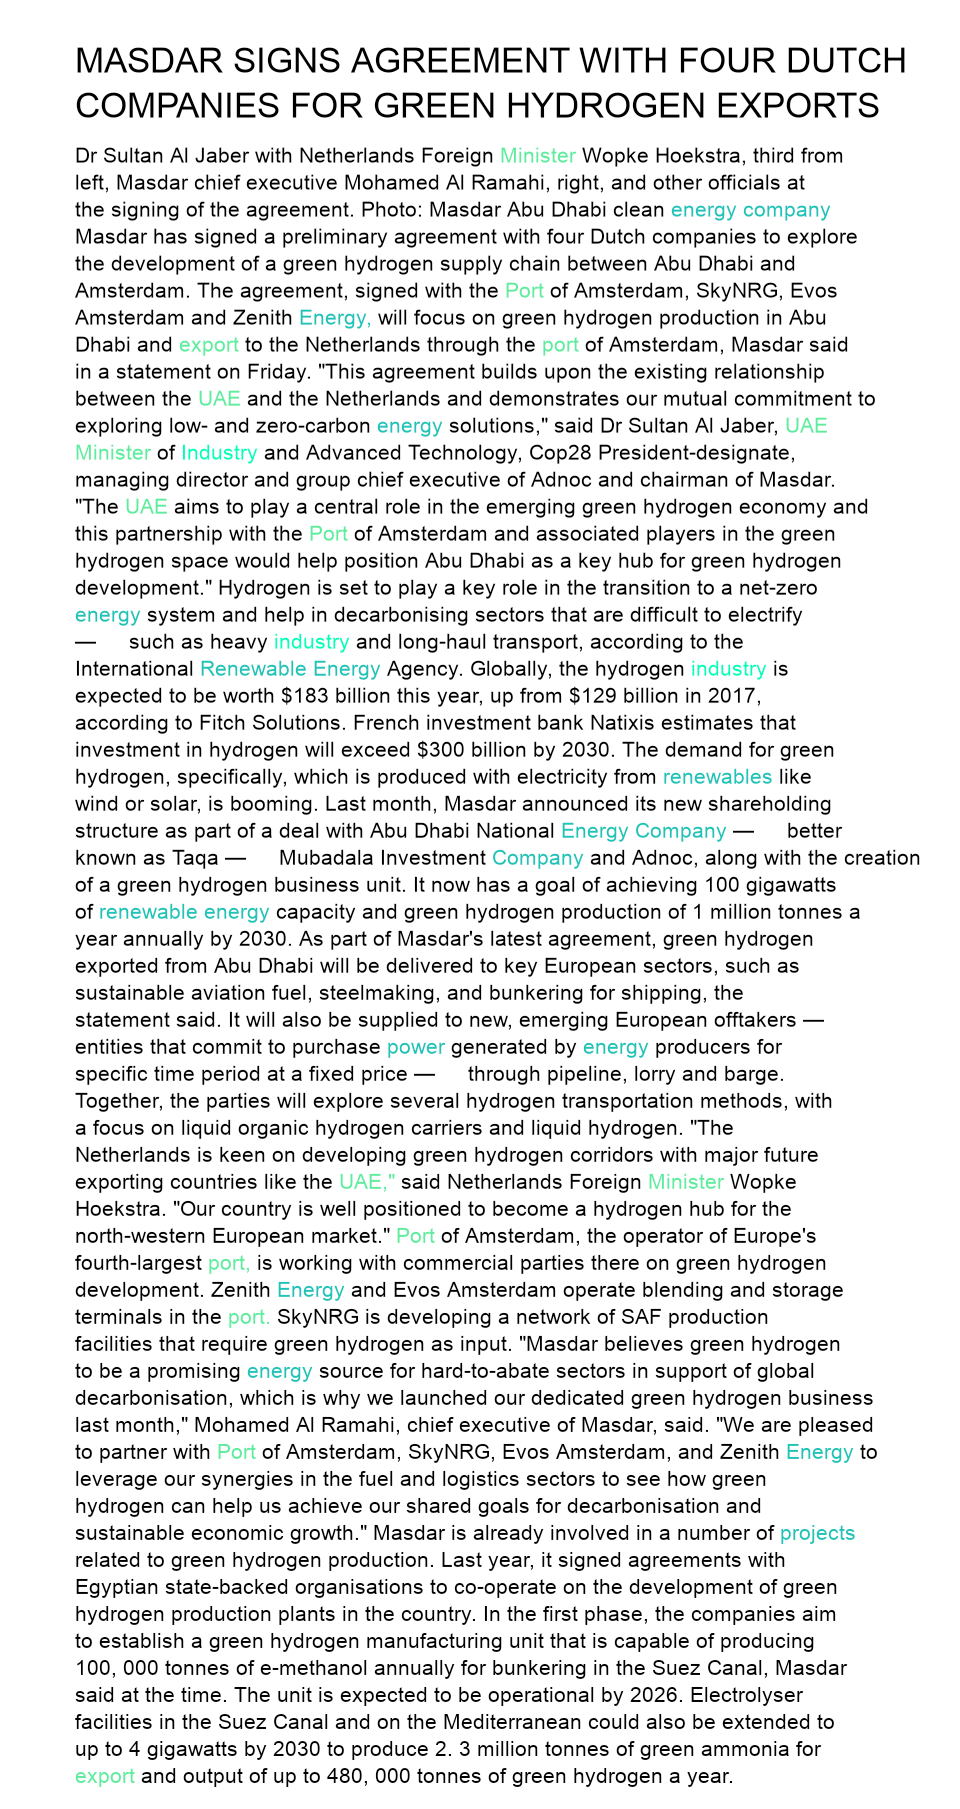 MASDAR SIGNS AGREEMENT WITH FOUR DUTCH
COMPANIES FOR GREEN HYDROGEN EXPORTS
Dr Sultan Al Jaber with Netherlands Foreign Minister Wopke Hoekstra, third from
left, Masdar chief executive Mohamed Al Ramahi, right, and other officials at
the signing of the agreement. Photo: Masdar Abu Dhabi clean energy company
Masdar has signed a preliminary agreement with four Dutch companies to explore
the development of a green hydrogen supply chain between Abu Dhabi and
Amsterdam. The agreement, signed with the Port of Amsterdam, SkyNRG, Evos
Amsterdam and Zenith Energy, will focus on green hydrogen production in Abu
Dhabi and export to the Netherlands through the port of Amsterdam, Masdar said
in a statement on Friday. "This agreement builds upon the existing relationship
between the UAE and the Netherlands and demonstrates our mutual commitment to
exploring low- and zero-carbon energy solutions," said Dr Sultan Al Jaber, UAE
Minister of Industry and Advanced Technology, Cop28 President-designate,
managing director and group chief executive of Adnoc and chairman of Masdar.
"The UAE aims to play a central role in the emerging green hydrogen economy and
this partnership with the Port of Amsterdam and associated players in the green
hydrogen space would help position Abu Dhabi as a key hub for green hydrogen
development." Hydrogen is set to play a key role in the transition to a net-zero
energy system and help in decarbonising sectors that are difficult to electrify
— such as heavy industry and long-haul transport, according to the
International Renewable Energy Agency. Globally, the hydrogen industry is
expected to be worth $183 billion this year, up from $129 billion in 2017,
according to Fitch Solutions. French investment bank Natixis estimates that
investment in hydrogen will exceed $300 billion by 2030. The demand for green
hydrogen, specifically, which is produced with electricity from renewables like
wind or solar, is booming. Last month, Masdar announced its new shareholding
structure as part of a deal with Abu Dhabi National Energy Company — better
known as Taqa — Mubadala Investment Company and Adnoc, along with the creation
of a green hydrogen business unit. It now has a goal of achieving 100 gigawatts
of renewable energy capacity and green hydrogen production of 1 million tonnes a
year annually by 2030. As part of Masdar's latest agreement, green hydrogen
exported from Abu Dhabi will be delivered to key European sectors, such as
sustainable aviation fuel, steelmaking, and bunkering for shipping, the
statement said. It will also be supplied to new, emerging European offtakers —
entities that commit to purchase power generated by energy producers for
specific time period at a fixed price — through pipeline, lorry and barge.
Together, the parties will explore several hydrogen transportation methods, with
a focus on liquid organic hydrogen carriers and liquid hydrogen. "The
Netherlands is keen on developing green hydrogen corridors with major future
exporting countries like the UAE," said Netherlands Foreign Minister Wopke
Hoekstra. "Our country is well positioned to become a hydrogen hub for the
north-western European market." Port of Amsterdam, the operator of Europe's
fourth-largest port, is working with commercial parties there on green hydrogen
development. Zenith Energy and Evos Amsterdam operate blending and storage
terminals in the port. SkyNRG is developing a network of SAF production
facilities that require green hydrogen as input. "Masdar believes green hydrogen
to be a promising energy source for hard-to-abate sectors in support of global
decarbonisation, which is why we launched our dedicated green hydrogen business
last month," Mohamed Al Ramahi, chief executive of Masdar, said. "We are pleased
to partner with Port of Amsterdam, SkyNRG, Evos Amsterdam, and Zenith Energy to
leverage our synergies in the fuel and logistics sectors to see how green
hydrogen can help us achieve our shared goals for decarbonisation and
sustainable economic growth." Masdar is already involved in a number of projects
related to green hydrogen production. Last year, it signed agreements with
Egyptian state-backed organisations to co-operate on the development of green
hydrogen production plants in the country. In the first phase, the companies aim
to establish a green hydrogen manufacturing unit that is capable of producing
100, 000 tonnes of e-methanol annually for bunkering in the Suez Canal, Masdar
said at the time. The unit is expected to be operational by 2026. Electrolyser
facilities in the Suez Canal and on the Mediterranean could also be extended to
up to 4 gigawatts by 2030 to produce 2. 3 million tonnes of green ammonia for
export and output of up to 480, 000 tonnes of green hydrogen a year.